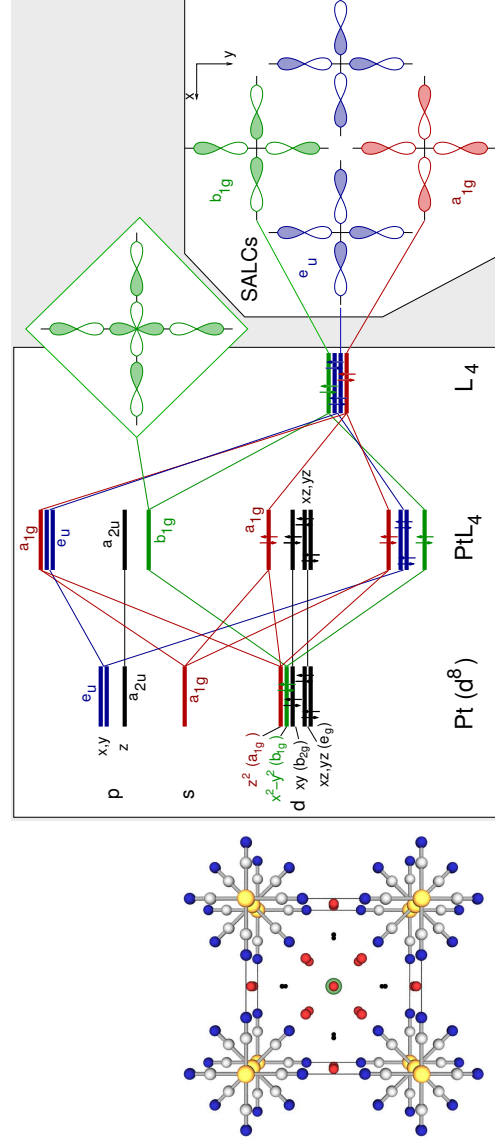 a1g
eu
a2u
b1g
a1g
xz,yz
x,y
eu
p
z
a2u
s
a1g
z² (a1g)
x²−y² (b1g)
d
xy (b2g)
xz,yz (eg)
Pt (d⁸)
PtL4
L4
SALCs
b1g
eu
a1g
x
y